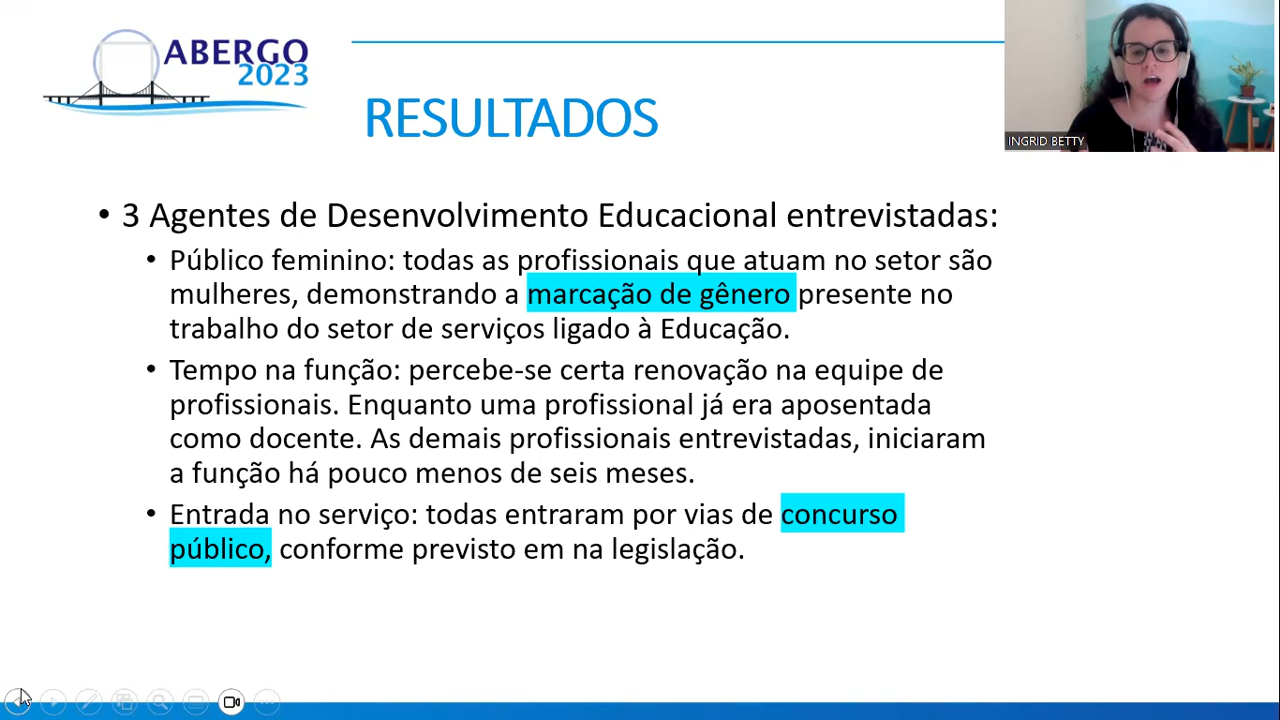 ABERGO
2023
RESULTADOS
INGRID BETTY
• 3 Agentes de Desenvolvimento Educacional entrevistadas:
• Público feminino: todas as profissionais que atuam no setor são
mulheres, demonstrando a marcação de gênero presente no
trabalho do setor de serviços ligado à Educação.
• Tempo na função: percebe-se certa renovação na equipe de
profissionais. Enquanto uma profissional já era aposentada
como docente. As demais profissionais entrevistadas, iniciaram
a função há pouco menos de seis meses.
• Entrada no serviço: todas entraram por vias de concurso
público, conforme previsto em na legislação.